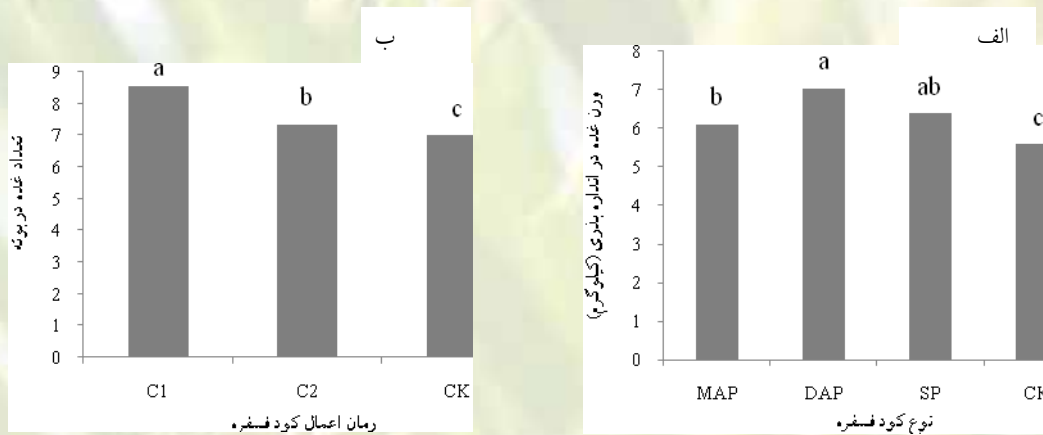 ب
9
8
7
6
5
4
3
2
1
0
a
b
c
تعداد غده در بوته
C1 C2 CK
زمان اعمال کود فسفره
الف
8
7
6
5
4
3
2
1
0
b
a
ab
c
وزن غده در اندازه بذری (کیلوگرم)
MAP DAP SP CK
نوع کود فسفره